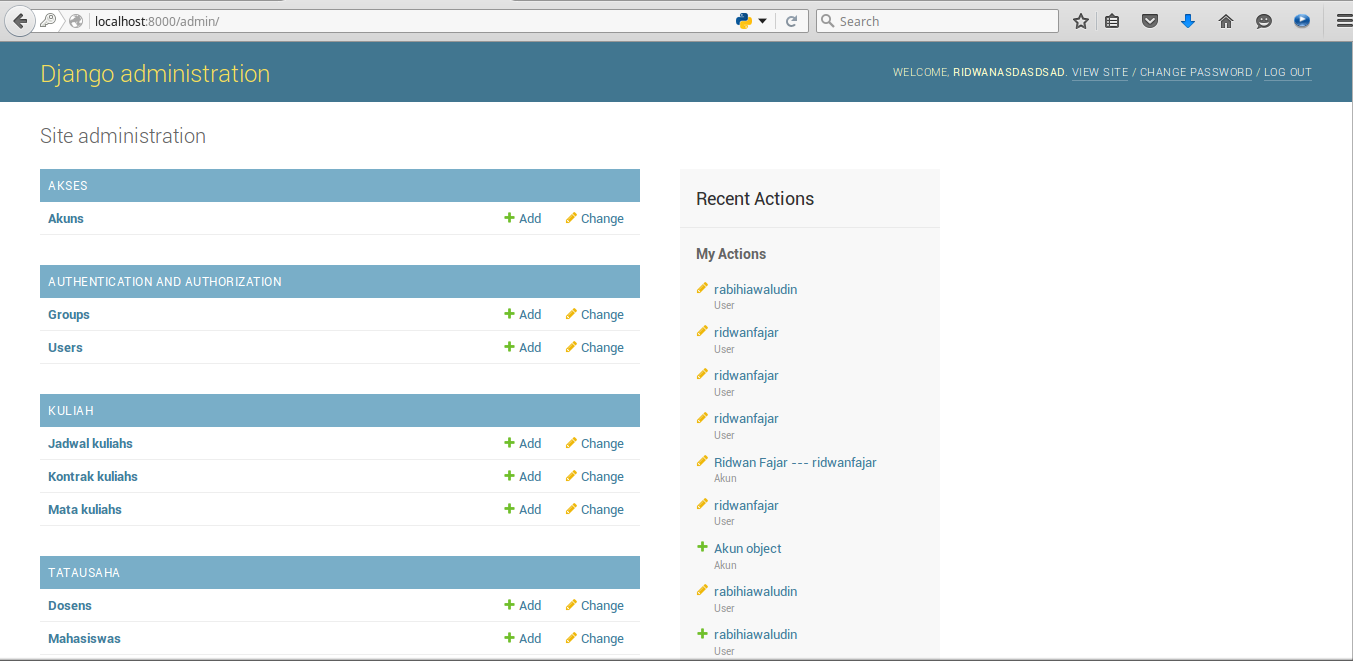 localhost:8000/admin/
Search
Django administration
WELCOME, RIDWANASDASDSAD. VIEW SITE / CHANGE PASSWORD / LOG OUT
Site administration
AKSES
Akuns Add Change
AUTHENTICATION AND AUTHORIZATION
Groups Add Change
Users Add Change
KULIAH
Jadwal kuliahs Add Change
Kontrak kuliahs Add Change
Mata kuliahs Add Change
TATAUSAHA
Dosens Add Change
Mahasiswas Add Change
Recent Actions
My Actions
rabihiawaludin
User
ridwanfajar
User
ridwanfajar
User
ridwanfajar
User
Ridwan Fajar --- ridwanfajar
Akun
ridwanfajar
User
Akun object
Akun
rabihiawaludin
User
rabihiawaludin
User